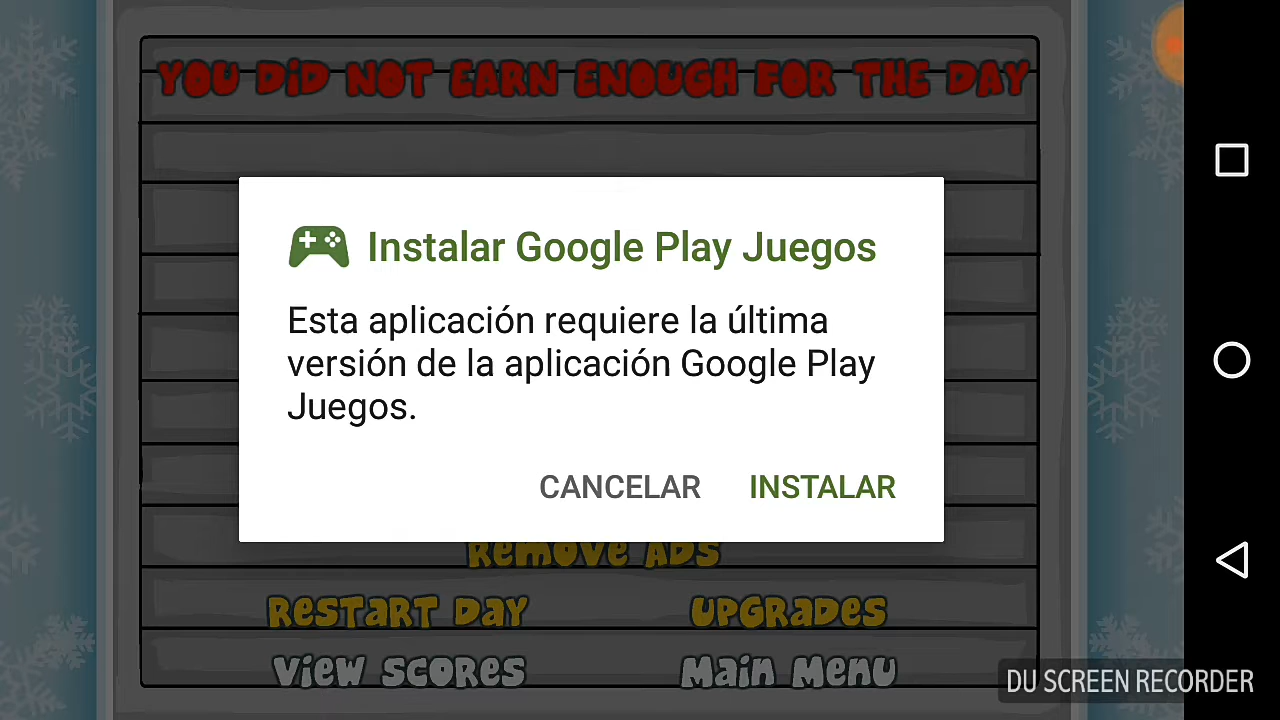 YOU DiD NOT EARN ENOUGH FOR THE DAY
Instalar Google Play Juegos
Esta aplicación requiere la última
versión de la aplicación Google Play
Juegos.
CANCELAR INSTALAR
REMOVE ADS
RESTART DAY UPGRADES
VIEW SCORES MAIN MENU
DU SCREEN RECORDER